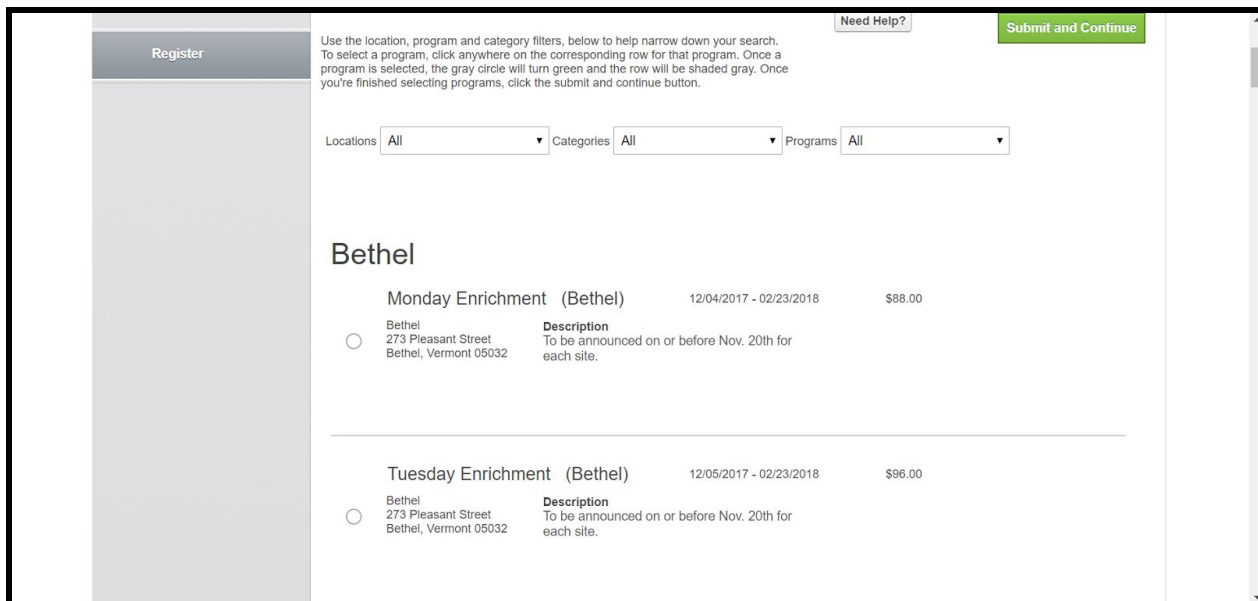 Need Help?
Submit and Continue
Register
Use the location, program and category filters, below to help narrow down your search.
To select a program, click anywhere on the corresponding row for that program. Once a
program is selected, the gray circle will turn green and the row will be shaded gray. Once
you're finished selecting programs, click the submit and continue button.
Locations All Categories All Programs All
Bethel
Monday Enrichment (Bethel) 12/04/2017 - 02/23/2018 $88.00
Bethel
273 Pleasant Street
Bethel, Vermont 05032
Description
To be announced on or before Nov. 20th for
each site.
Tuesday Enrichment (Bethel) 12/05/2017 - 02/23/2018 $96.00
Bethel
273 Pleasant Street
Bethel, Vermont 05032
Description
To be announced on or before Nov. 20th for
each site.